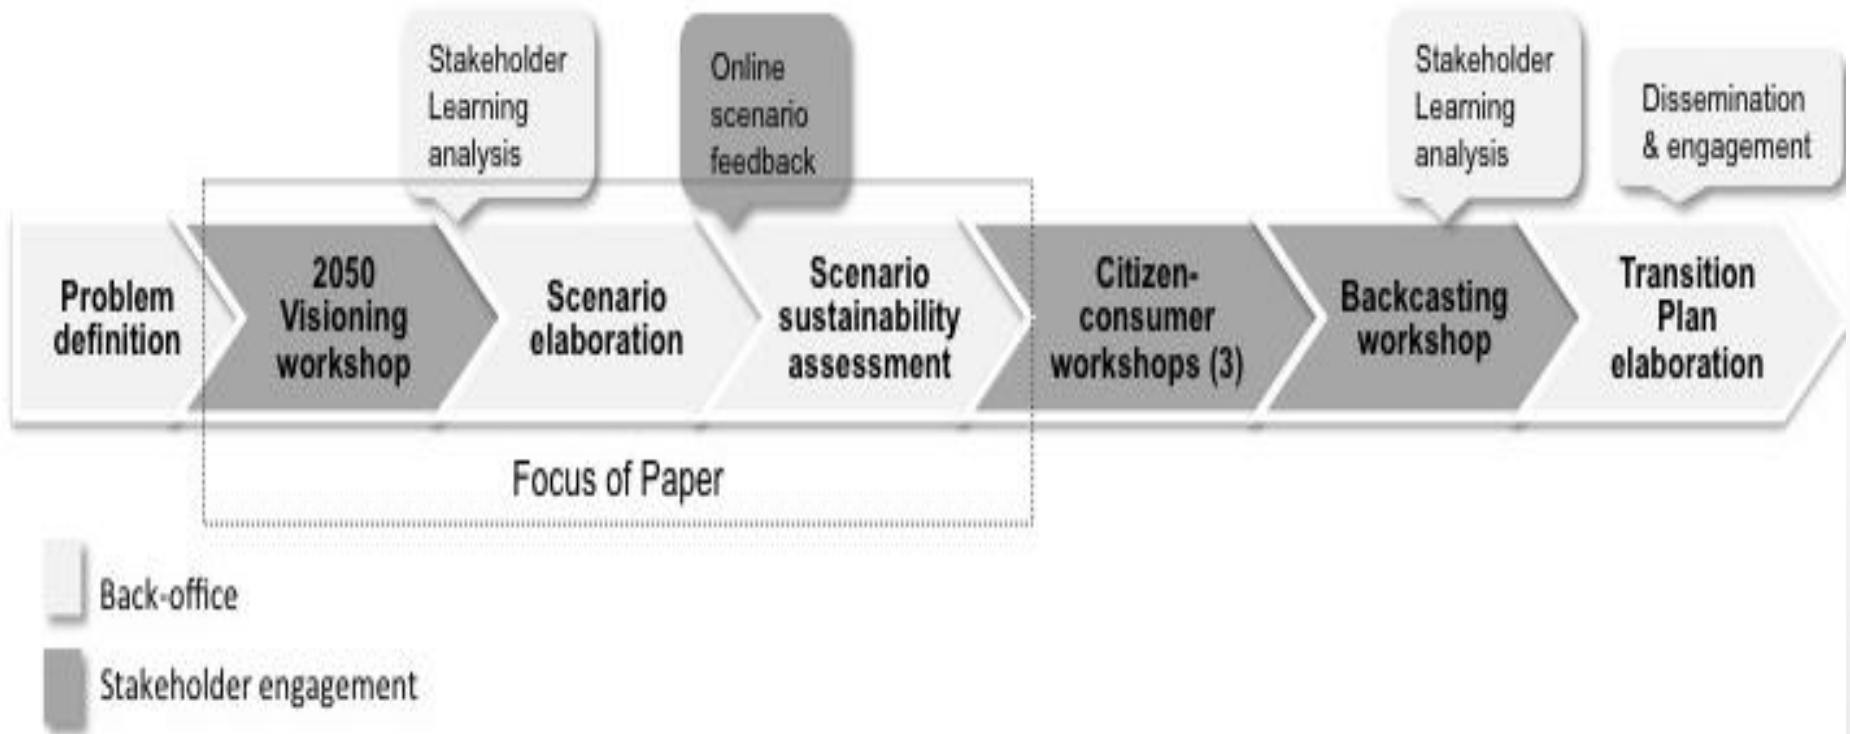 Stakeholder
Learning
analysis
Online
scenario
feedback
Stakeholder
Learning
analysis
Dissemination
& engagement
Problem
definition
2050
Visioning
workshop
Scenario
elaboration
Scenario
sustainability
assessment
Citizen-
consumer
workshops (3)
Backcasting
workshop
Transition
Plan
elaboration
Focus of Paper
Back-office
Stakeholder engagement